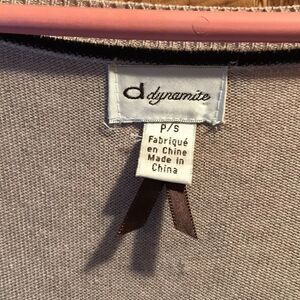 d dynamite
P/S
Fabriqué
en Chine
Made in
China